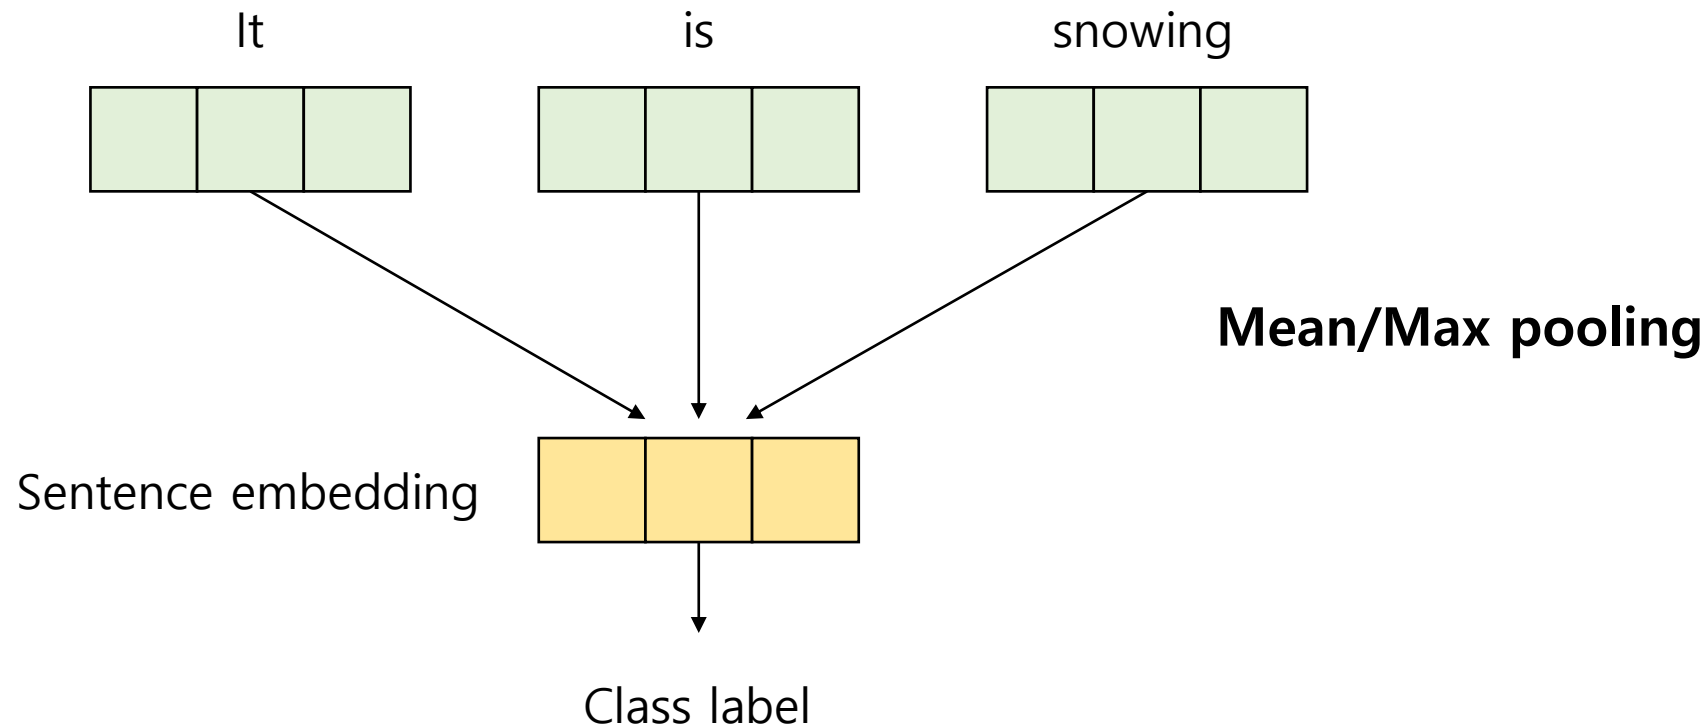 It is snowing
Mean/Max pooling
Sentence embedding
Class label